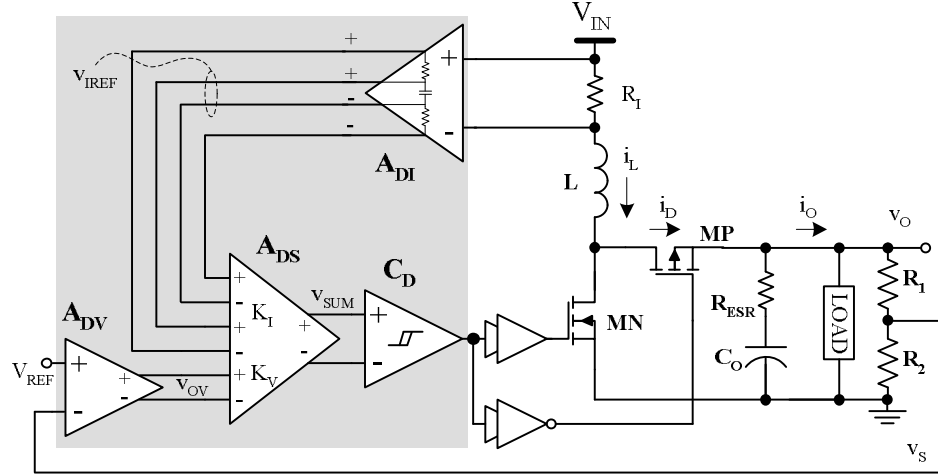 V_IN
+
+
+
-
-
-
v_IREF
R_I
A_DI
L
i_L
i_D
i_O
v_O
MP
A_DS
C_D
+
-
K_I
+
-
v_SUM
+
+
-
-
R_ESR
LOAD
R_1
MN
A_DV
V_REF
+
-
+
-
v_OV
+
K_V
-
C_O
R_2
v_S